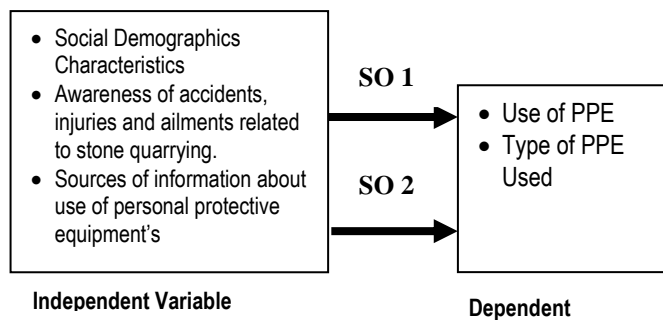 • Social Demographics
Characteristics
• Awareness of accidents,
injuries and ailments related
to stone quarrying.
• Sources of information about
use of personal protective
equipment's
SO 1
SO 2
• Use of PPE
• Type of PPE
Used
Independent Variable
Dependent